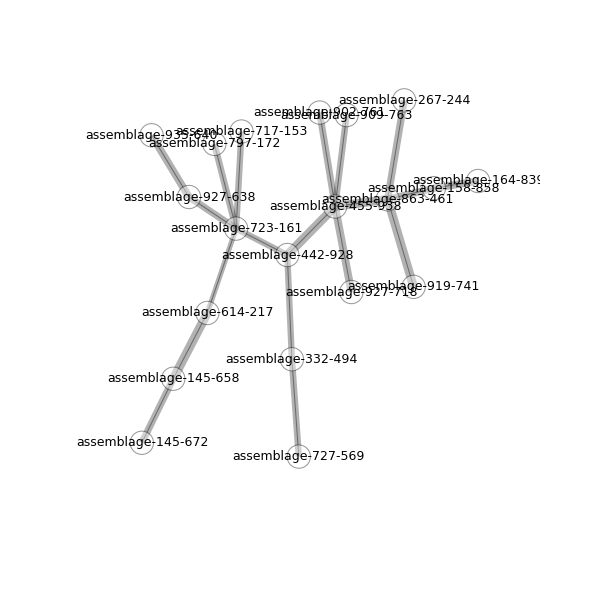 assemblage-267-244
assemblage-902-761
assemblage-909-763
assemblage-717-153
assemblage-935-640
assemblage-797-172
assemblage-164-839
assemblage-158-858
assemblage-927-638
assemblage-863-461
assemblage-455-938
assemblage-723-161
assemblage-442-928
assemblage-919-741
assemblage-927-718
assemblage-614-217
assemblage-332-494
assemblage-145-658
assemblage-145-672
assemblage-727-569